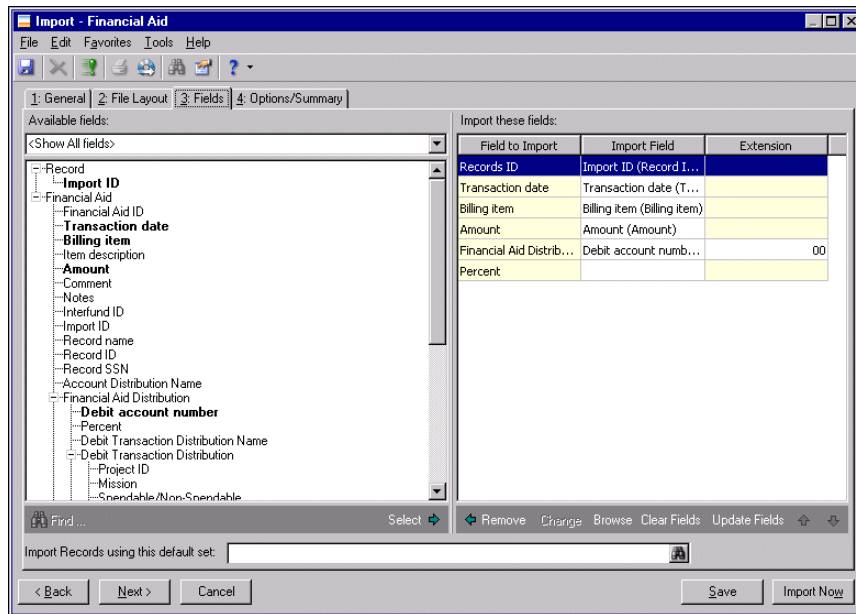 Import - Financial Aid
File Edit Favorites Tools Help
1: General 2: File Layout 3: Fields 4: Options/Summary
Available fields:
<Show All fields>
Record
Import ID
Financial Aid
Financial Aid ID
Transaction date
Billing item
Item description
Amount
Comment
Notes
Interfund ID
Import ID
Record name
Record ID
Record SSN
Account Distribution Name
Financial Aid Distribution
Debit account number
Percent
Debit Transaction Distribution Name
Debit Transaction Distribution
Project ID
Mission
Spendable/Non-Spendable
Find ... Select
Import these fields:
Field to Import Import Field Extension
Records ID Import ID (Record I...
Transaction date Transaction date (T...
Billing item Billing item (Billing item)
Amount Amount (Amount)
Financial Aid Distrib... Debit account numb... 00
Percent
Remove Change Browse Clear Fields Update Fields
Import Records using this default set:
< Back Next > Cancel Save Import Now